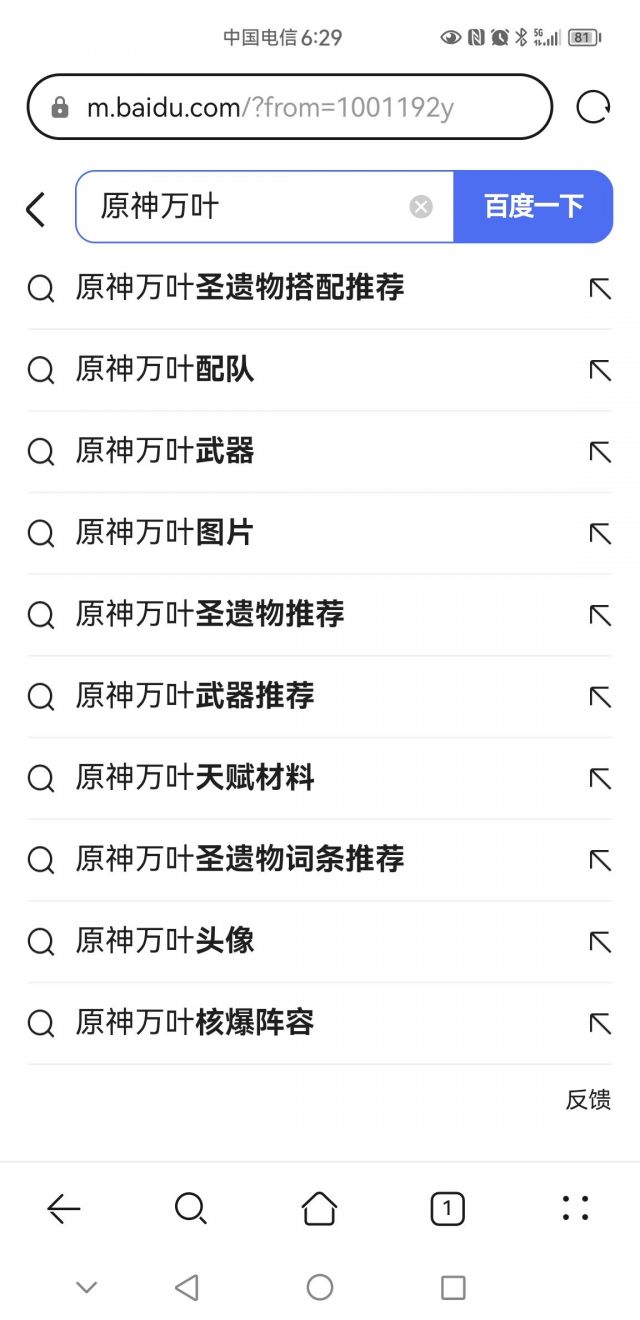 中国电信 6:29
5G
81
m.baidu.com/?from=1001192y
原神万叶
百度一下
原神万叶圣遗物搭配推荐
原神万叶配队
原神万叶武器
原神万叶图片
原神万叶圣遗物推荐
原神万叶武器推荐
原神万叶天赋材料
原神万叶圣遗物词条推荐
原神万叶头像
原神万叶核爆阵容
反馈
1